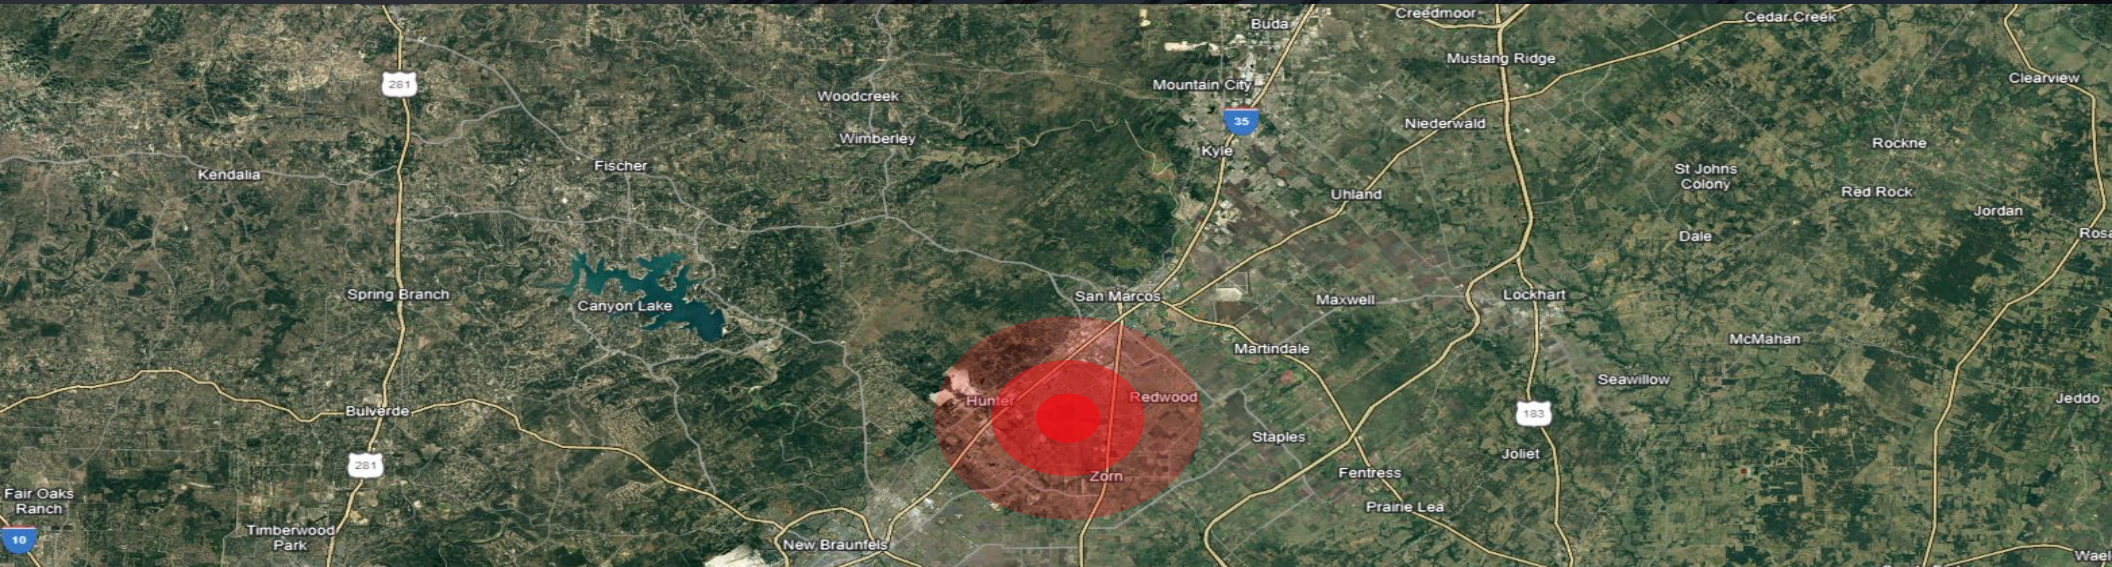 Buda
Creedmoor
Cedar Creek
Mustang Ridge
281
Mountain City
Clearview
Woodcreek
35
Niederwald
Wimberley
Kyle
Rockne
Kendalia
Fischer
St Johns
Colony
Uhland
Red Rock
Jordan
Dale
Spring Branch
Canyon Lake
San Marcos
Maxwell
Lockhart
McMahan
Martindale
Seawillow
Hunter
Redwood
Jeddo
Bulverde
183
Staples
Joliet
281
Zorn
Fentress
Fair Oaks
Ranch
Prairie Lea
Timberwood
Park
10
New Braunfels